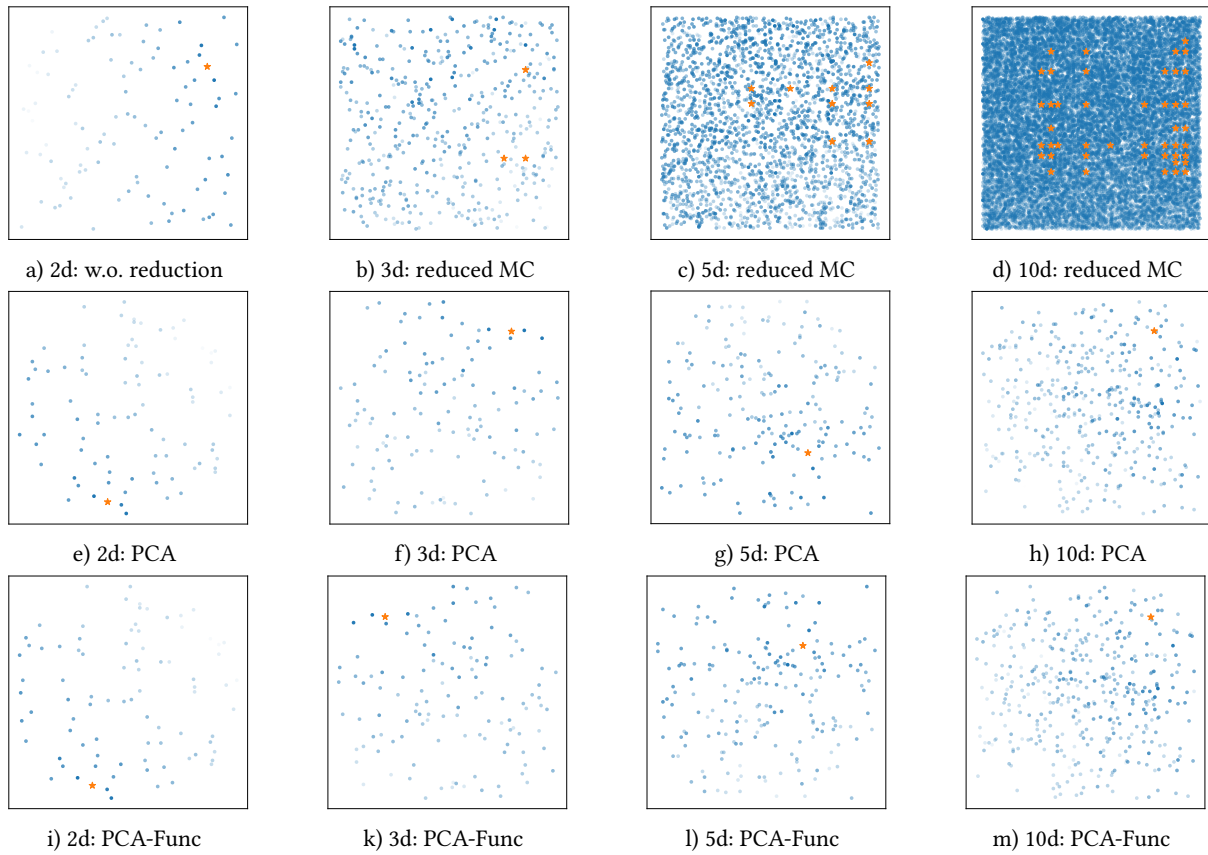 a) 2d: w.o. reduction
b) 3d: reduced MC
c) 5d: reduced MC
d) 10d: reduced MC
e) 2d: PCA
f) 3d: PCA
g) 5d: PCA
h) 10d: PCA
i) 2d: PCA-Func
k) 3d: PCA-Func
l) 5d: PCA-Func
m) 10d: PCA-Func